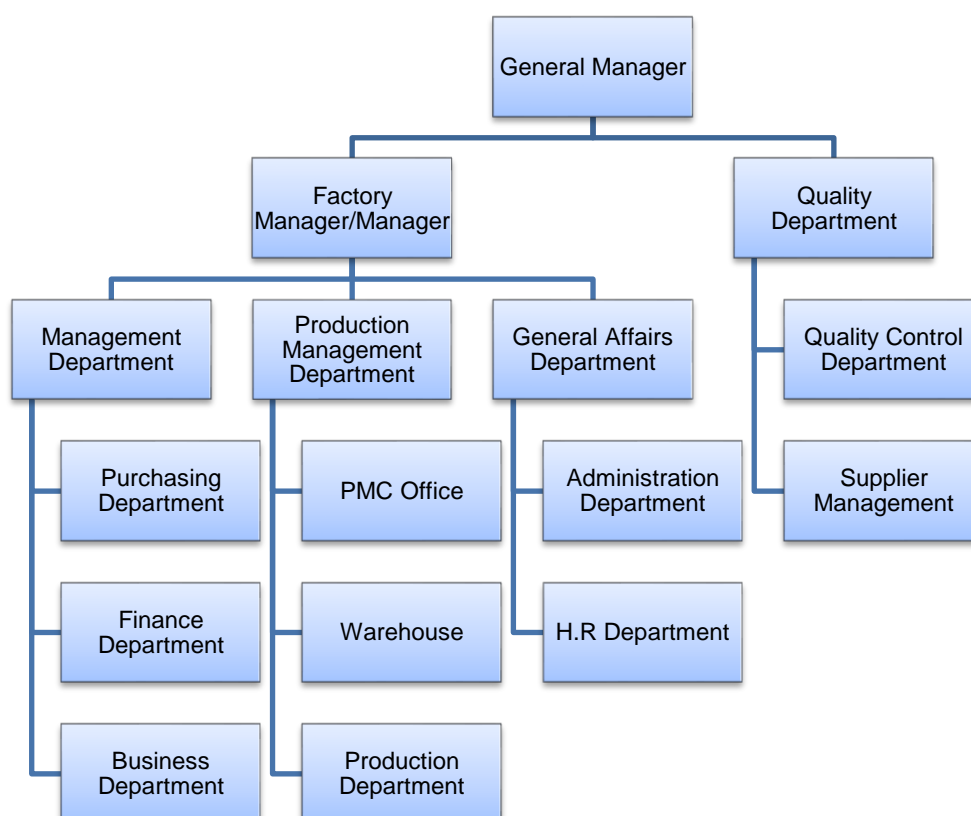 General Manager
Factory
Manager/Manager
Quality
Department
Management
Department
Production
Management
Department
General Affairs
Department
Quality Control
Department
Purchasing
Department
PMC Office
Administration
Department
Supplier
Management
Finance
Department
Warehouse
H.R Department
Business
Department
Production
Department